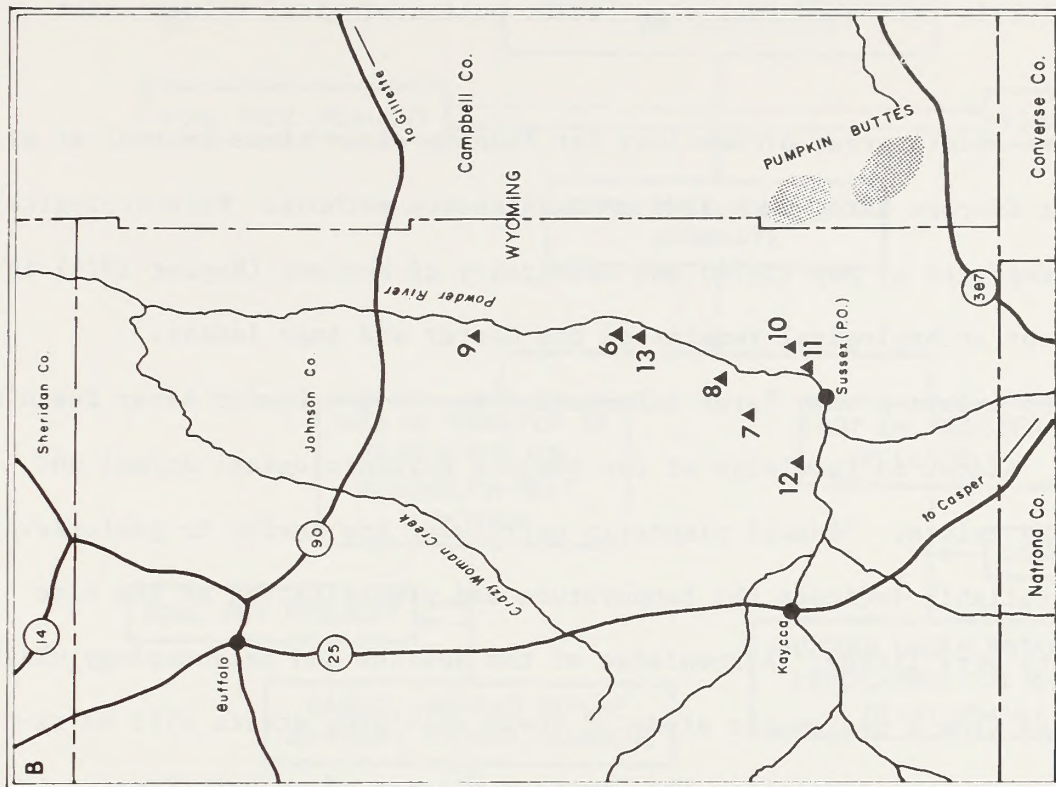 B
14
Sheridan Co.
to Gillette
Buffalo
90
Johnson Co.
Campbell Co.
25
Powder River
Crazy Woman Creek
WYOMING
9
6
13
8
7
10
11
12
PUMPKIN BUTTES
Sussex (P.O.)
Kaycee
to Casper
387
Natrona Co.
Converse Co.